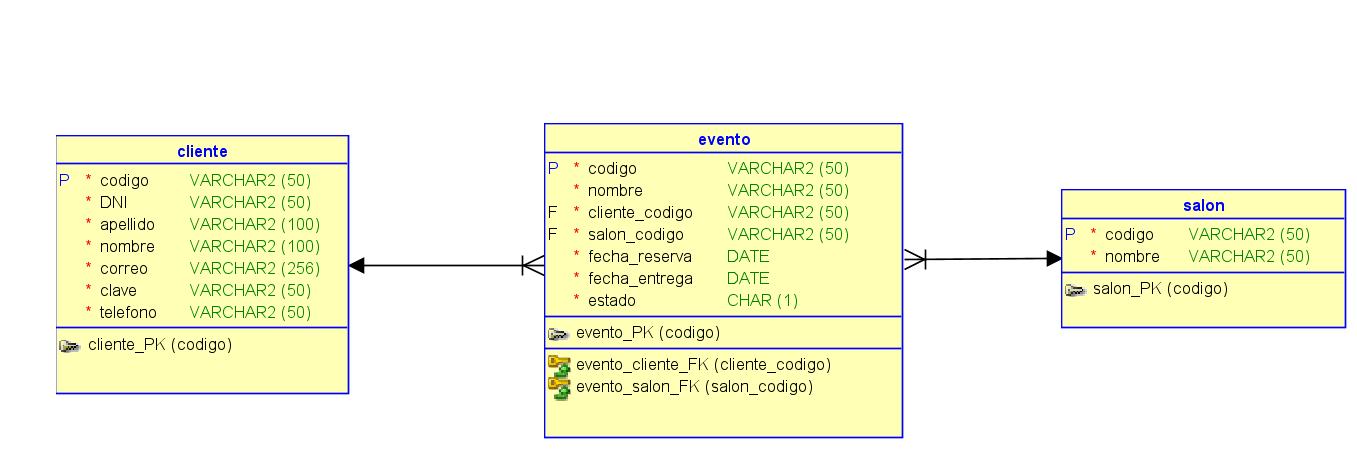 cliente
P * codigo VARCHAR2 (50)
* DNI VARCHAR2 (50)
* apellido VARCHAR2 (100)
* nombre VARCHAR2 (100)
* correo VARCHAR2 (256)
* clave VARCHAR2 (50)
* telefono VARCHAR2 (50)
cliente_PK (codigo)
evento
P * codigo VARCHAR2 (50)
* nombre VARCHAR2 (50)
F * cliente_codigo VARCHAR2 (50)
F * salon_codigo VARCHAR2 (50)
* fecha_reserva DATE
* fecha_entrega DATE
* estado CHAR (1)
evento_PK (codigo)
evento_cliente_FK (cliente_codigo)
evento_salon_FK (salon_codigo)
salon
P * codigo VARCHAR2 (50)
* nombre VARCHAR2 (50)
salon_PK (codigo)